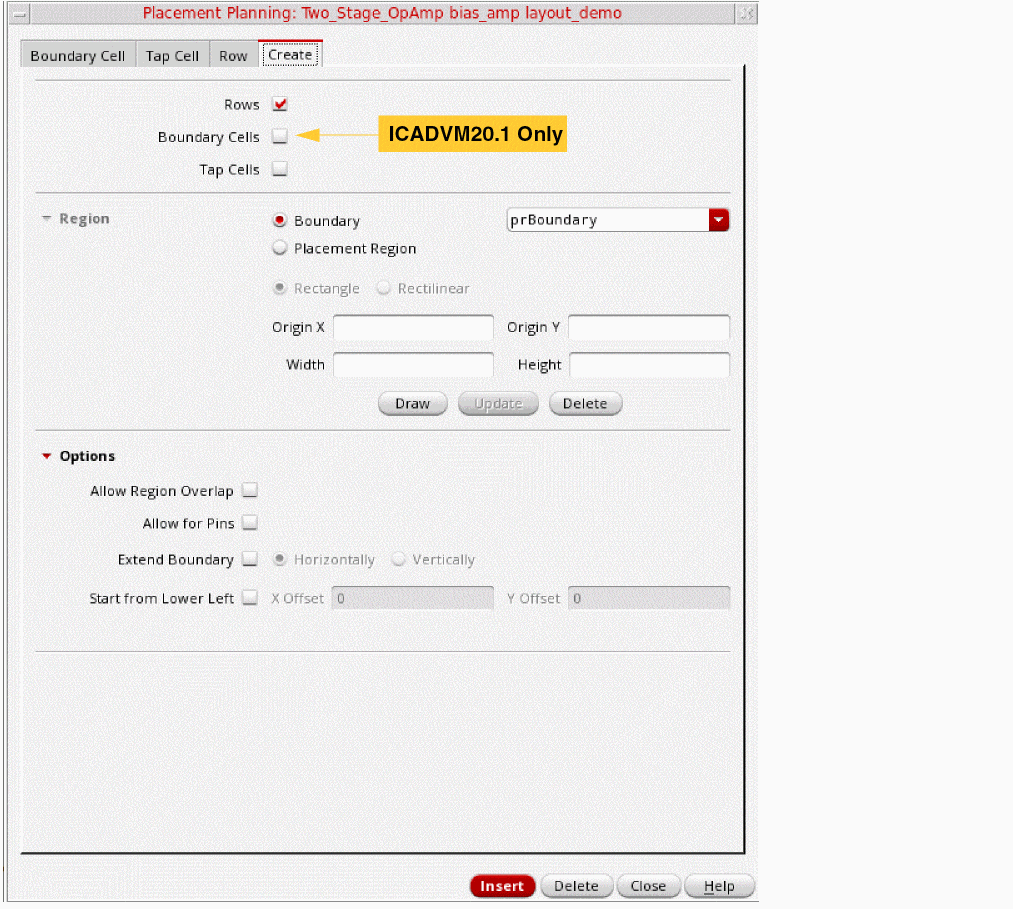 Placement Planning: Two_Stage_OpAmp bias_amp layout_demo
Boundary Cell Tap Cell Row Create
Rows
Boundary Cells ICADVM20.1 Only
Tap Cells
Region Boundary prBoundary
Placement Region
Rectangle Rectilinear
Origin X Origin Y
Width Height
Draw Update Delete
Options
Allow Region Overlap
Allow for Pins
Extend Boundary Horizontally Vertically
Start from Lower Left X Offset 0 Y Offset 0
Insert Delete Close Help